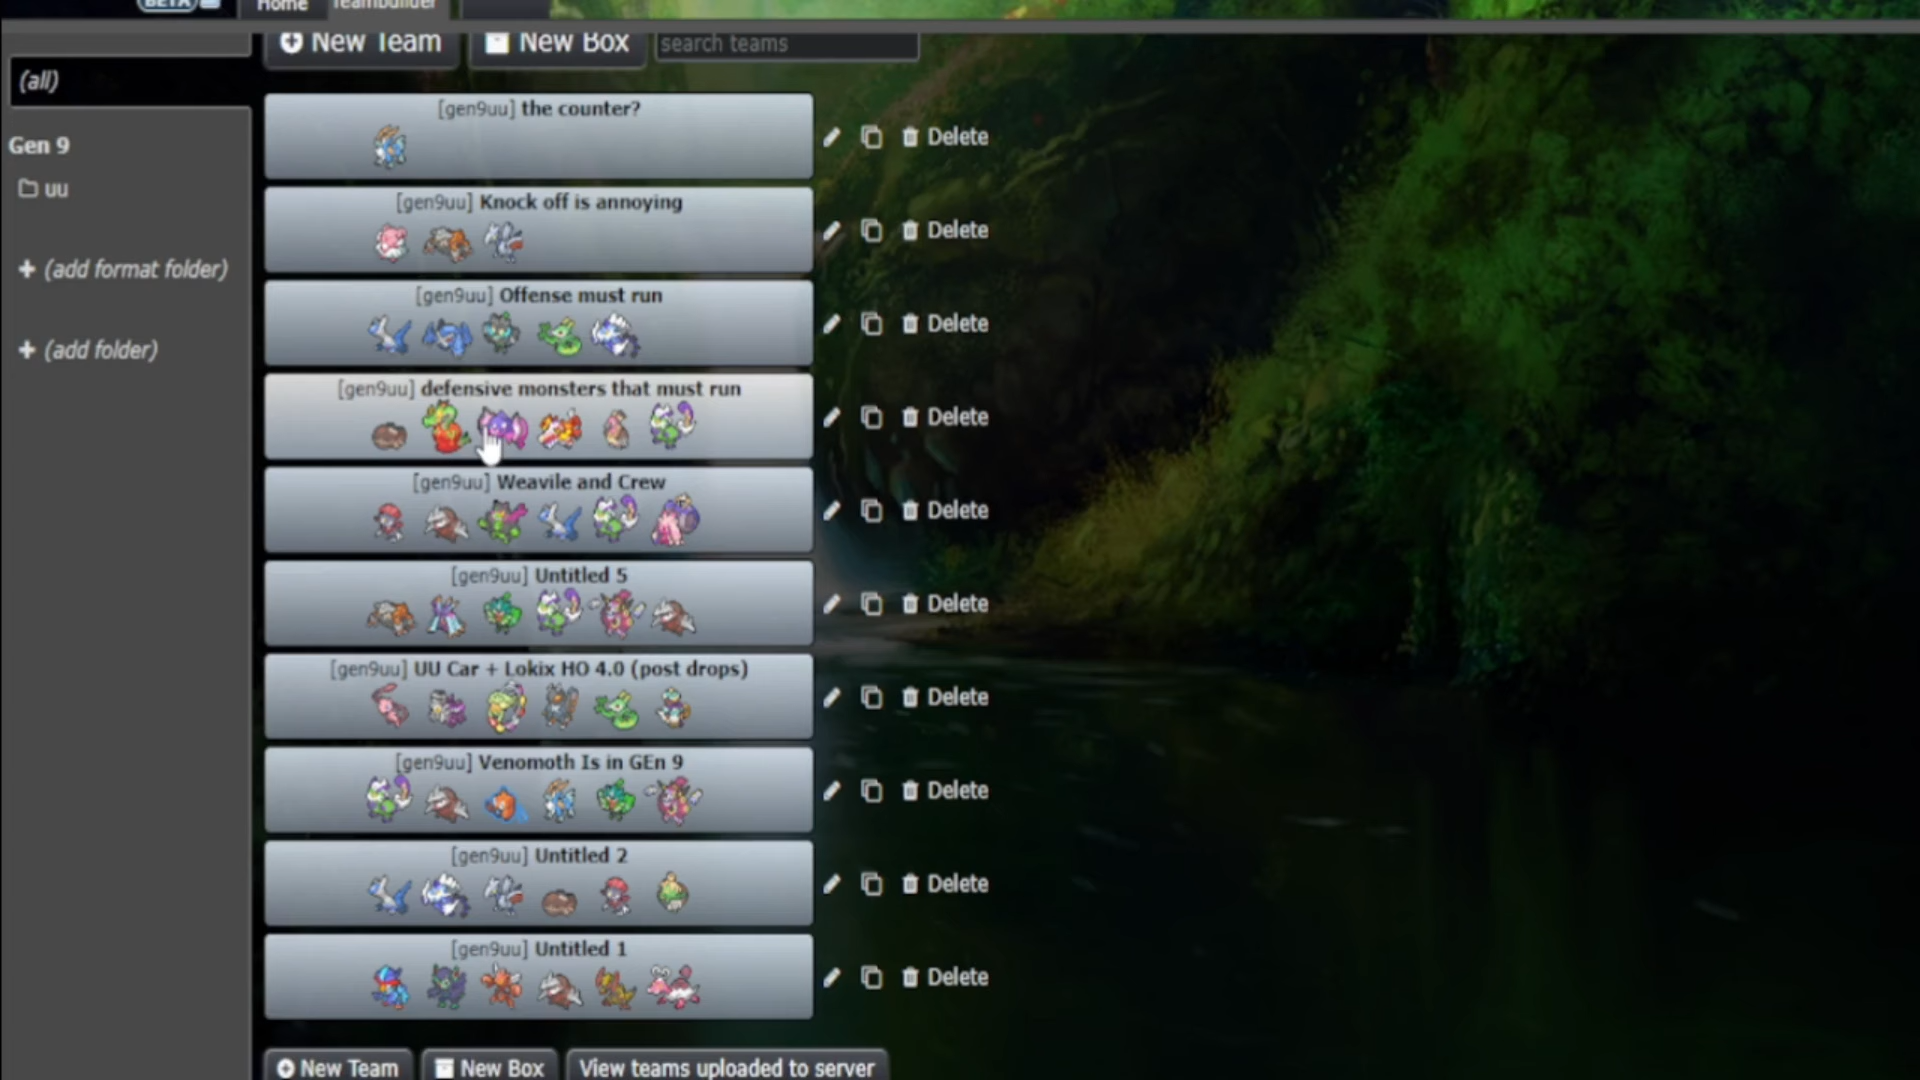 BETA
Home
Teambuilder
New Team
New Box
search teams
(all)
Gen 9
uu
(add format folder)
(add folder)
[gen9uu] the counter?
Delete
[gen9uu] Knock off is annoying
Delete
[gen9uu] Offense must run
Delete
[gen9uu] defensive monsters that must run
Delete
[gen9uu] Weavile and Crew
Delete
[gen9uu] Untitled 5
Delete
[gen9uu] UU Car + Lokix HO 4.0 (post drops)
Delete
[gen9uu] Venomoth Is in GEn 9
Delete
[gen9uu] Untitled 2
Delete
[gen9uu] Untitled 1
Delete
New Team
New Box
View teams uploaded to server